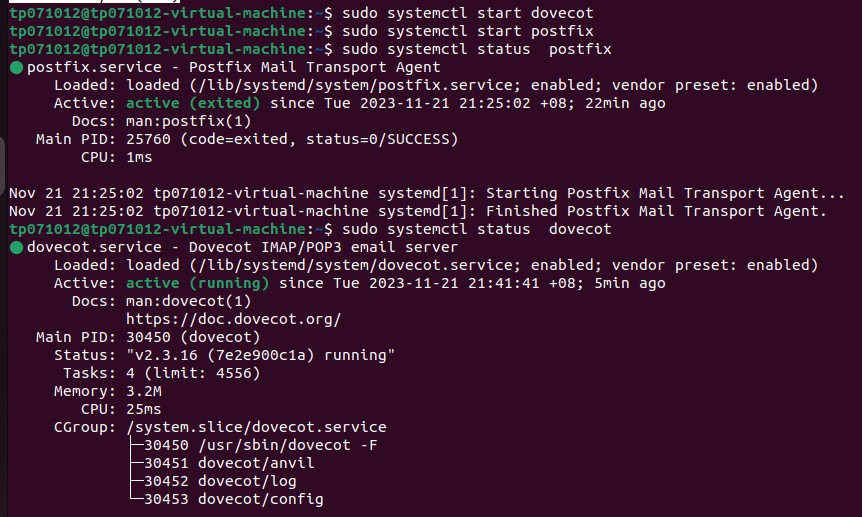 tp071012@tp071012-virtual-machine:~$ sudo systemctl start dovecot
tp071012@tp071012-virtual-machine:~$ sudo systemctl start postfix
tp071012@tp071012-virtual-machine:~$ sudo systemctl status  postfix
● postfix.service - Postfix Mail Transport Agent
     Loaded: loaded (/lib/systemd/system/postfix.service; enabled; vendor preset: enabled)
     Active: active (exited) since Tue 2023-11-21 21:25:02 +08; 22min ago
       Docs: man:postfix(1)
   Main PID: 25760 (code=exited, status=0/SUCCESS)
        CPU: 1ms

Nov 21 21:25:02 tp071012-virtual-machine systemd[1]: Starting Postfix Mail Transport Agent...
Nov 21 21:25:02 tp071012-virtual-machine systemd[1]: Finished Postfix Mail Transport Agent.
tp071012@tp071012-virtual-machine:~$ sudo systemctl status  dovecot
● dovecot.service - Dovecot IMAP/POP3 email server
     Loaded: loaded (/lib/systemd/system/dovecot.service; enabled; vendor preset: enabled)
     Active: active (running) since Tue 2023-11-21 21:41:41 +08; 5min ago
       Docs: man:dovecot(1)
             https://doc.dovecot.org/
   Main PID: 30450 (dovecot)
     Status: "v2.3.16 (7e2e900c1a) running"
      Tasks: 4 (limit: 4556)
     Memory: 3.2M
        CPU: 25ms
     CGroup: /system.slice/dovecot.service
             ├─30450 /usr/sbin/dovecot -F
             ├─30451 dovecot/anvil
             ├─30452 dovecot/log
             └─30453 dovecot/config